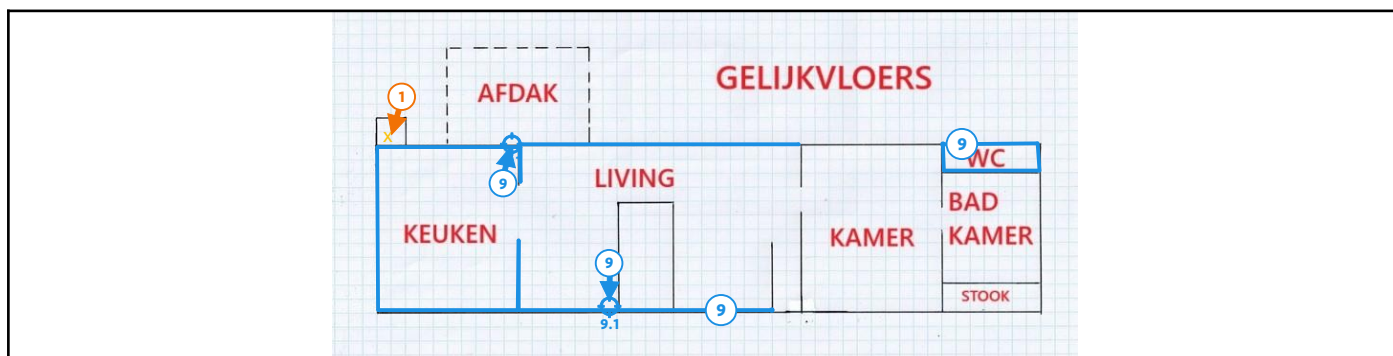 GELIJKVLOERS
AFDAK
1
x
9
WC
9
LIVING
BAD
KAMER
KEUKEN
KAMER
9
STOOK
9
9.1